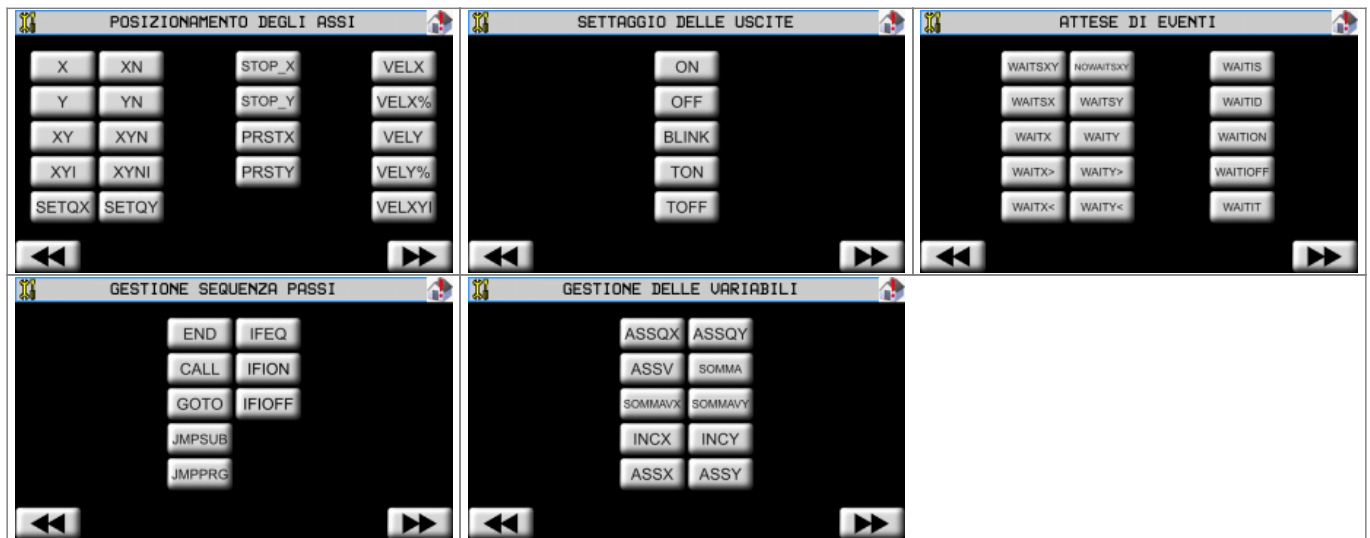 POSIZIONAMENTO DEGLI ASSI
X XN STOP_X VELX
Y YN STOP_Y VELX%
XY XYN PRSTX VELY
XYI XYNI PRSTY VELY%
SETQX SETQY VELXYI
SETTAGGIO DELLE USCITE
ON
OFF
BLINK
TON
TOFF
ATTESE DI EVENTI
WAITSXY NOWAITSXY WAITIS
WAITSX WAITSY WAITID
WAITX WAITY WAITION
WAITX> WAITY> WAITIOFF
WAITX< WAITY< WAITIT
GESTIONE SEQUENZA PASSI
END IFEQ
CALL IFION
GOTO IFIOFF
JMPSUB
JMPPRG
GESTIONE DELLE VARIABILI
ASSQX ASSQY
ASSV SOMMA
SOMMAVX SOMMAVY
INCX INCY
ASSX ASSY